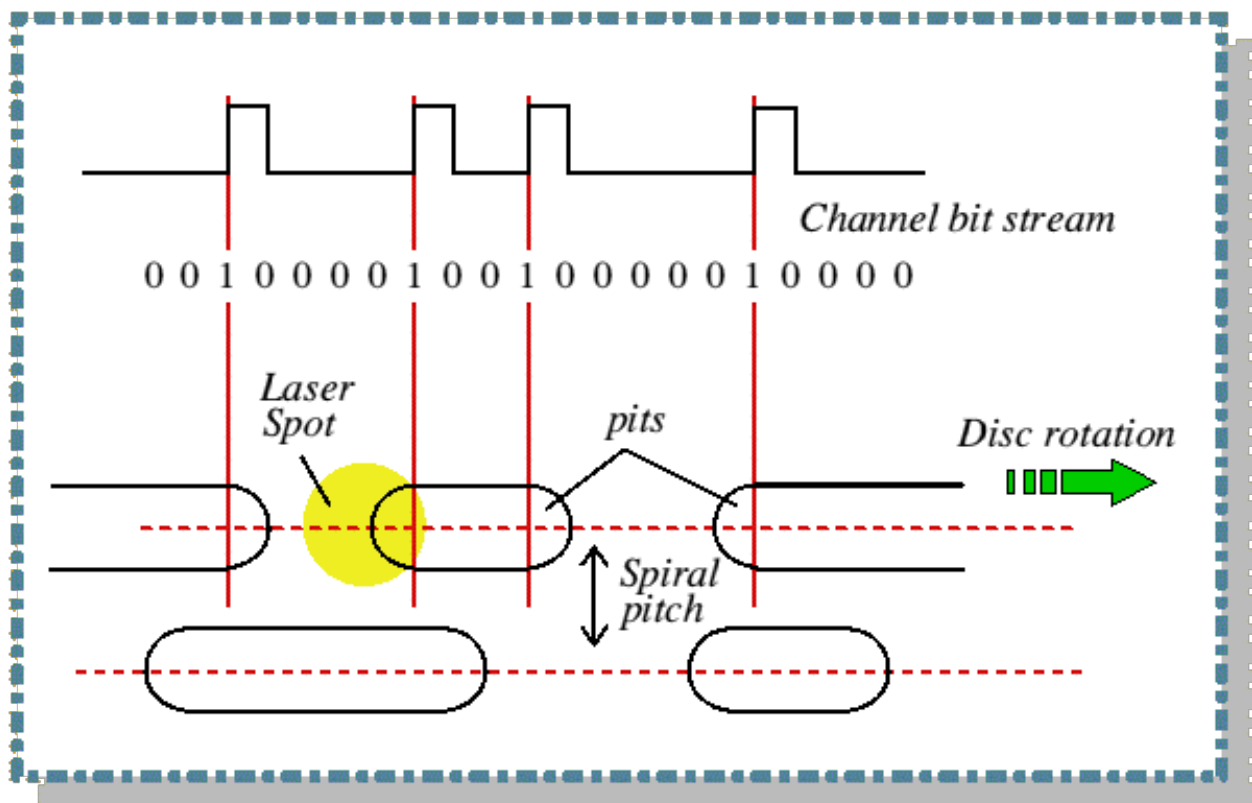 Channel bit stream
0 0 1 0 0 0 0 1 0 0 1 0 0 0 0 0 1 0 0 0 0
Laser
Spot
pits
Disc rotation
Spiral
pitch